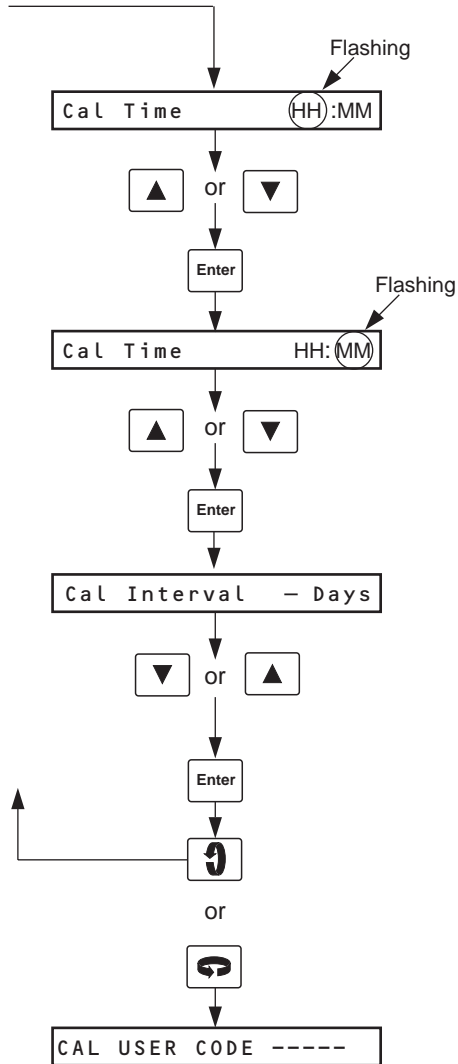 Flashing
Cal Time HH :MM
▲ or ▼
Enter
Flashing
Cal Time HH: MM
▲ or ▼
Enter
Cal Interval – Days
▼ or ▲
Enter
or
CAL USER CODE -----